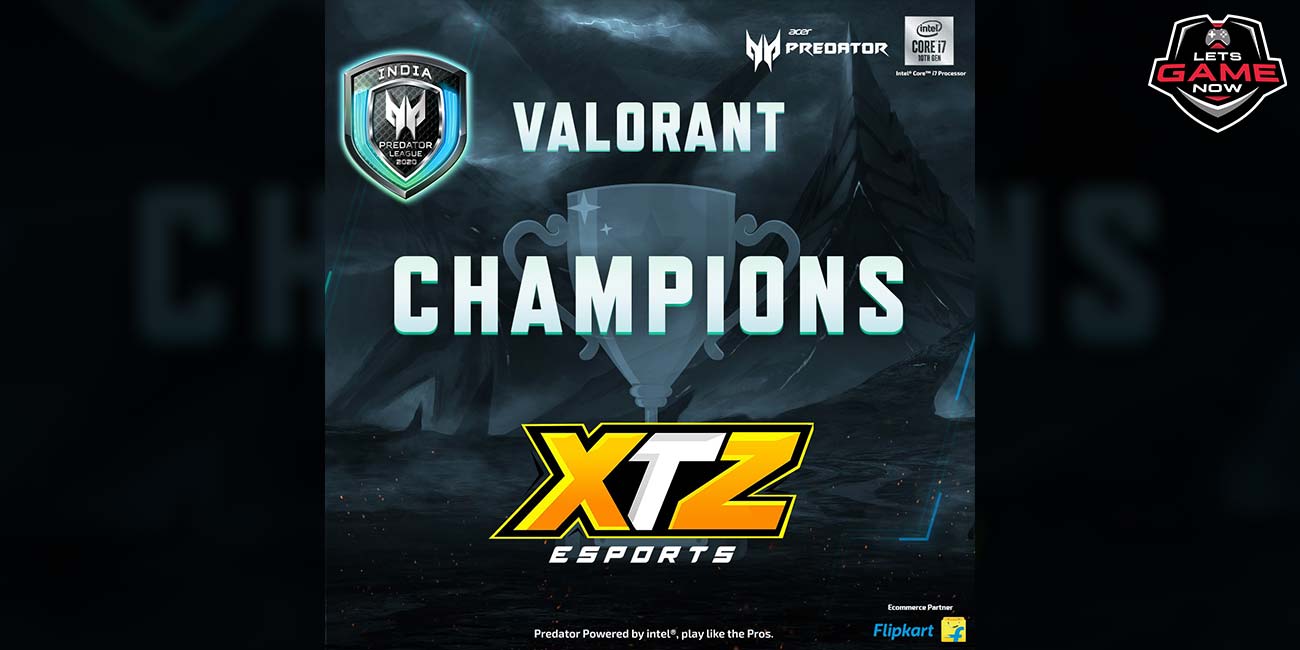 INDIA
PREDATOR
LEAGUE
2020
acer
PREDATOR
intel®
CORE i7
10TH GEN
Intel® Core™ i7 Processor
LETS
GAME
NOW
VALORANT
CHAMPIONS
XTZ
ESPORTS
Ecommerce Partner
Flipkart
Predator Powered by intel®, play like the Pros.